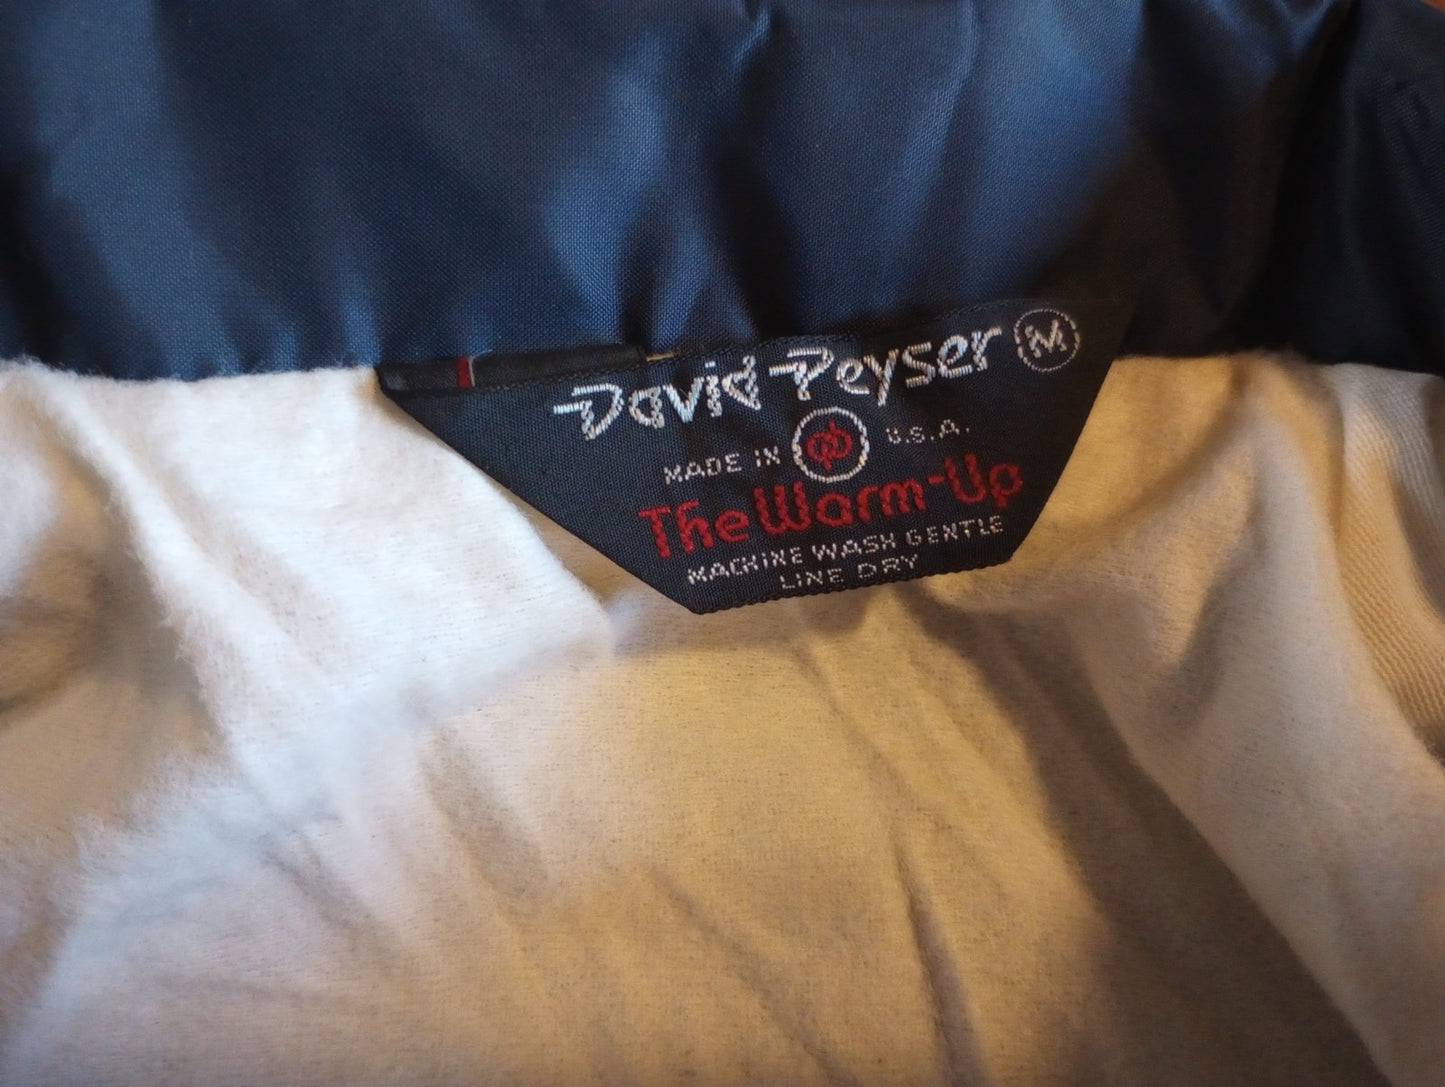 David Peyser M
MADE IN U.S.A.
The Warm-Up
MACHINE WASH GENTLE
LINE DRY